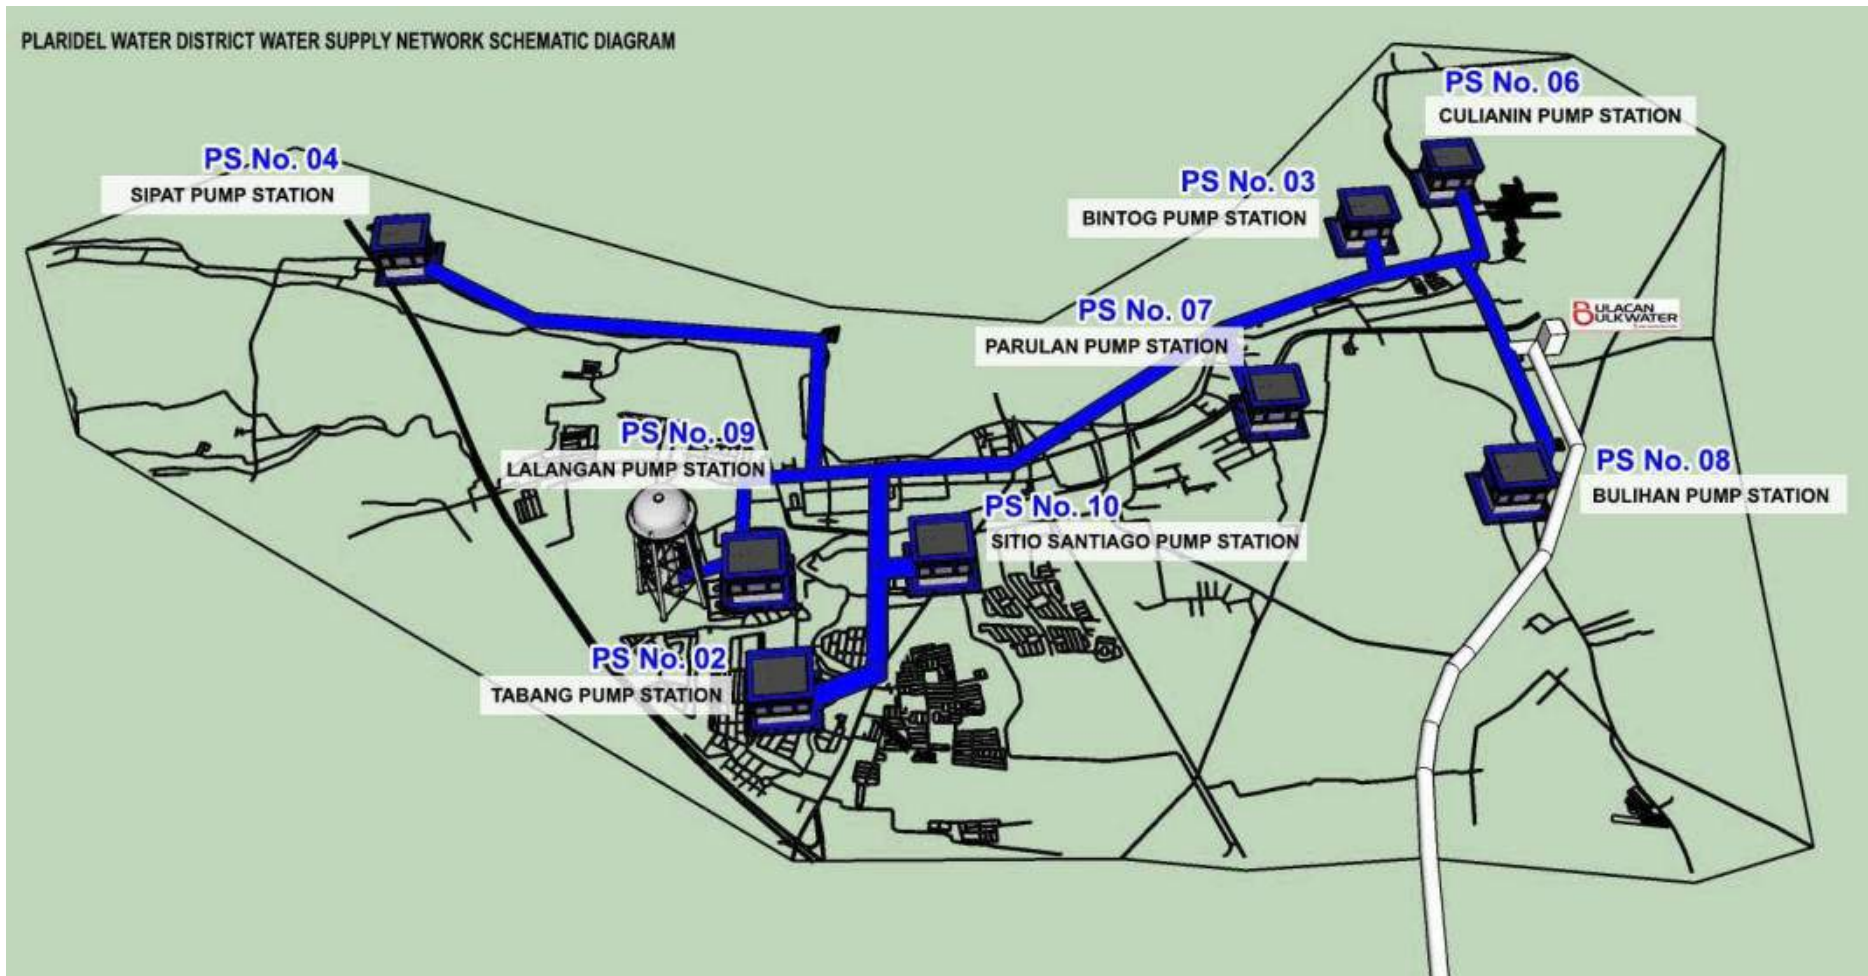 PLARIDEL WATER DISTRICT WATER SUPPLY NETWORK SCHEMATIC DIAGRAM
PS No. 06
CULIANIN PUMP STATION
PS No. 04
SIPAT PUMP STATION
PS No. 03
BINTOG PUMP STATION
PS No. 07
PARULAN PUMP STATION
BULACAN
BULKWATER
PS No. 09
LALANGAN PUMP STATION
PS No. 08
BULIHAN PUMP STATION
PS No. 10
SITIO SANTIAGO PUMP STATION
PS No. 02
TABANG PUMP STATION